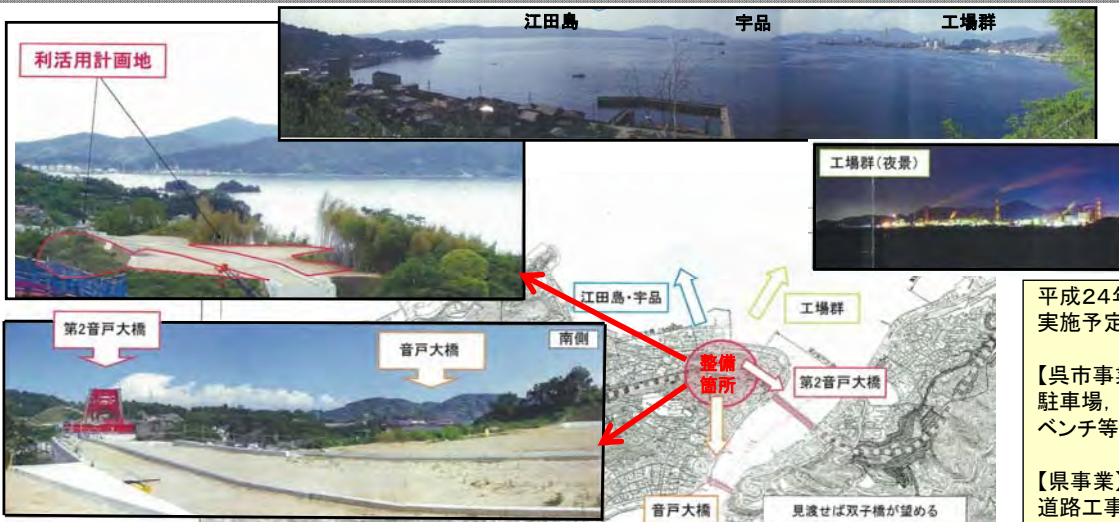 江田島
宇品
工場群
利活用計画地
工場群(夜景)
江田島・宇品
工場群
第2音戸大橋
音戸大橋
南側
整備
箇所
第2音戸大橋
音戸大橋
見渡せば双子橋が望める
平成24年
実施予定
【呉市事業
駐車場,
ベンチ等
【県事業】
道路工事